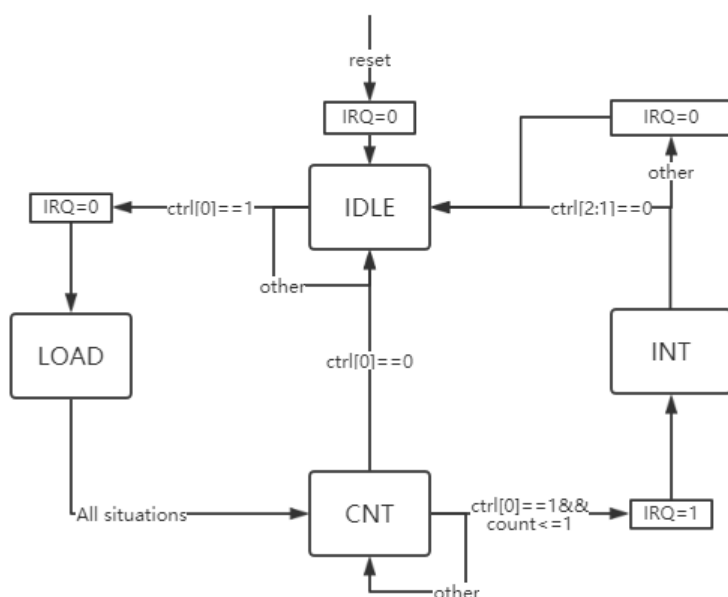 reset
IRQ=0
IRQ=0
other
IRQ=0
ctrl[0]==1
IDLE
ctrl[2:1]==0
other
LOAD
ctrl[0]==0
INT
All situations
CNT
ctrl[0]==1&&
count<=1
IRQ=1
other